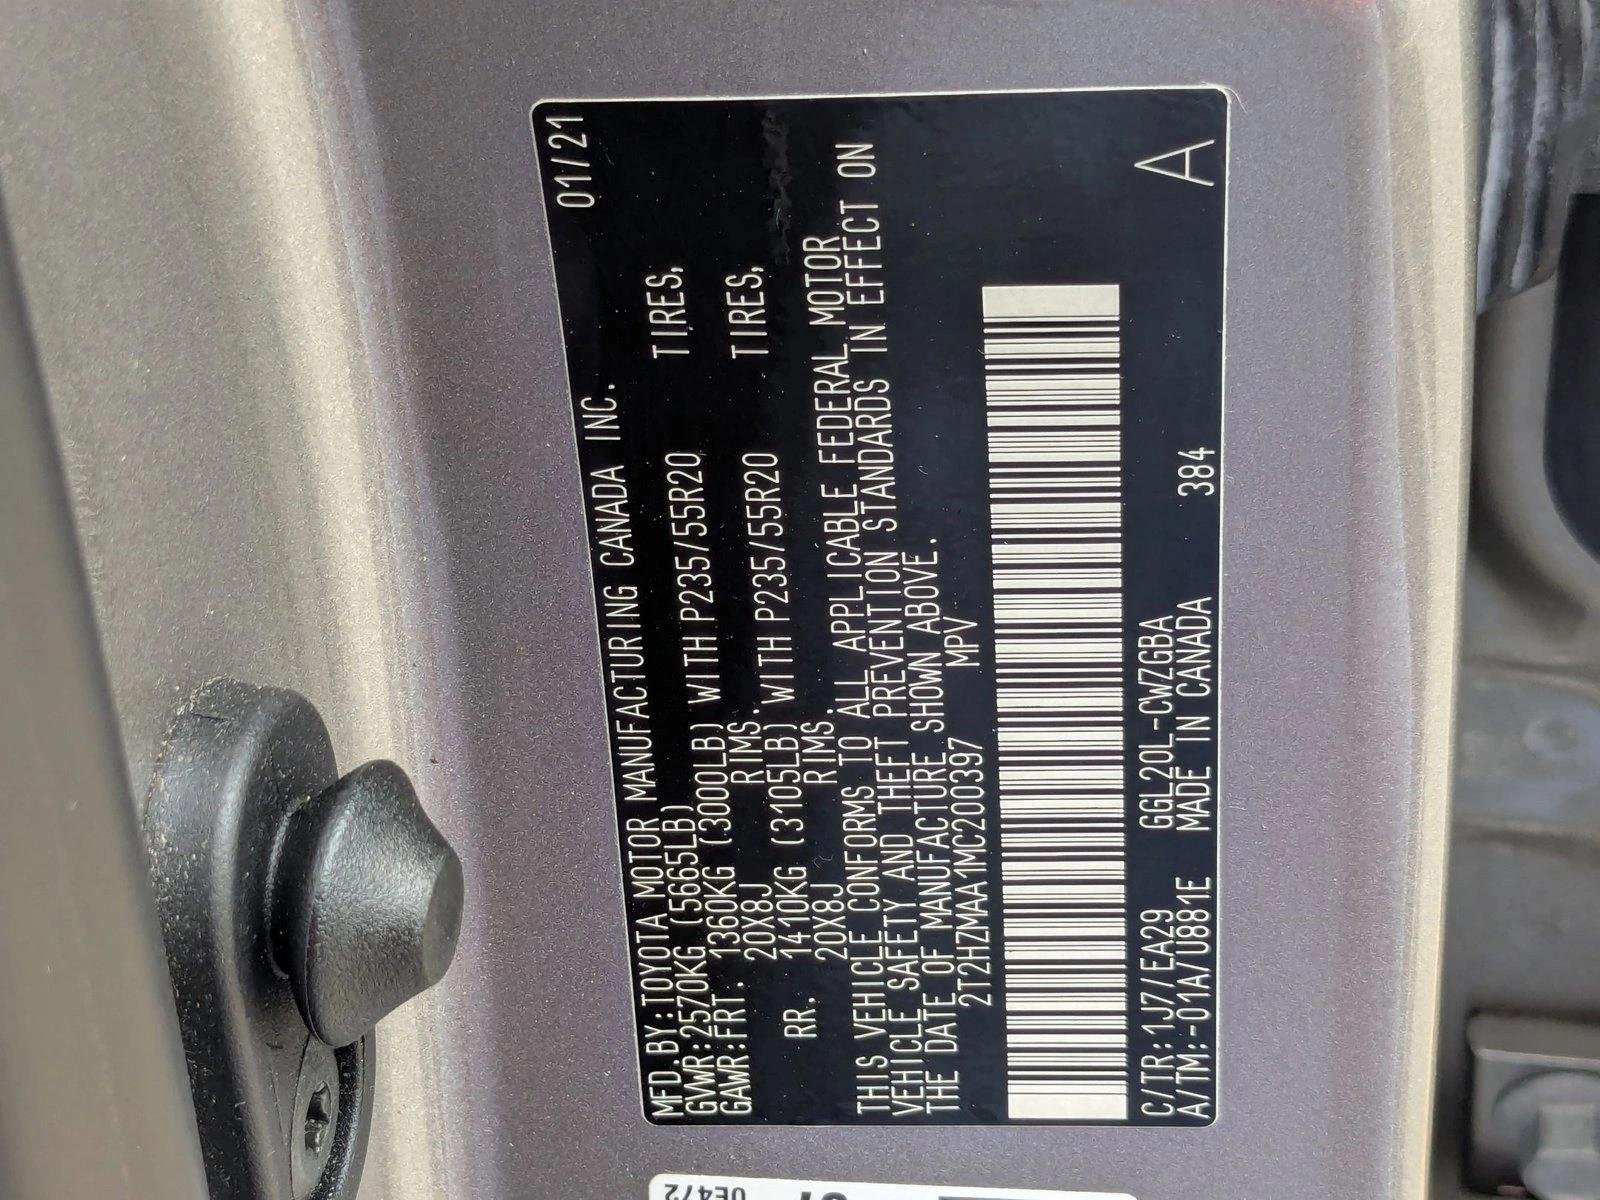 MFD.BY:TOYOTA MOTOR MANUFACTURING CANADA INC. 01/21
GVWR:2570KG (5665LB)
GAWR:FRT. 1360KG (3000LB) WITH P235/55R20 TIRES,
20X8J RIMS.
RR. 1410KG (3105LB) WITH P235/55R20 TIRES,
20X8J RIMS.
THIS VEHICLE CONFORMS TO ALL APPLICABLE FEDERAL MOTOR
VEHICLE SAFETY AND THEFT PREVENTION STANDARDS IN EFFECT ON
THE DATE OF MANUFACTURE SHOWN ABOVE.
2T2HZMAA1MC200397 MPV
C/TR:1J7/EA29 GGL20L-CWZGBA
A/TM:-01A/U881E MADE IN CANADA 384 A
0E472